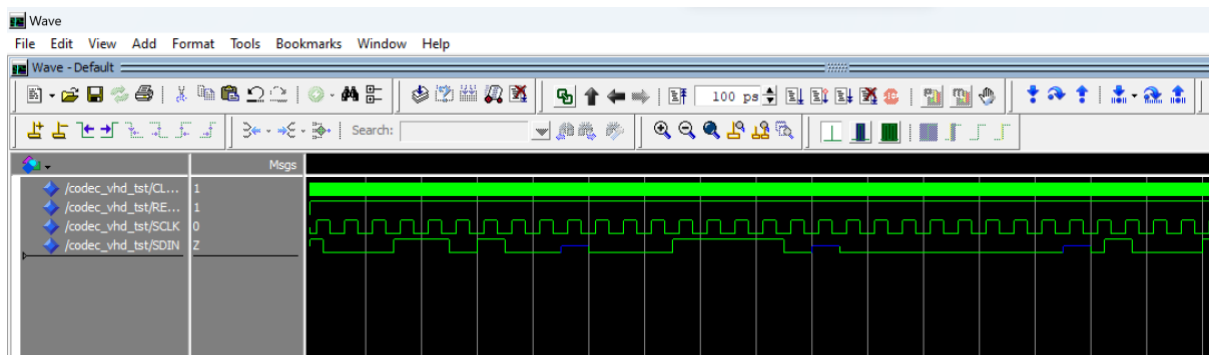 Wave
File Edit View Add Format Tools Bookmarks Window Help
Wave - Default
100 ps
Search:
Msgs
/codec_vhd_tst/CL... 1
/codec_vhd_tst/RE... 1
/codec_vhd_tst/SCLK 0
/codec_vhd_tst/SDIN Z